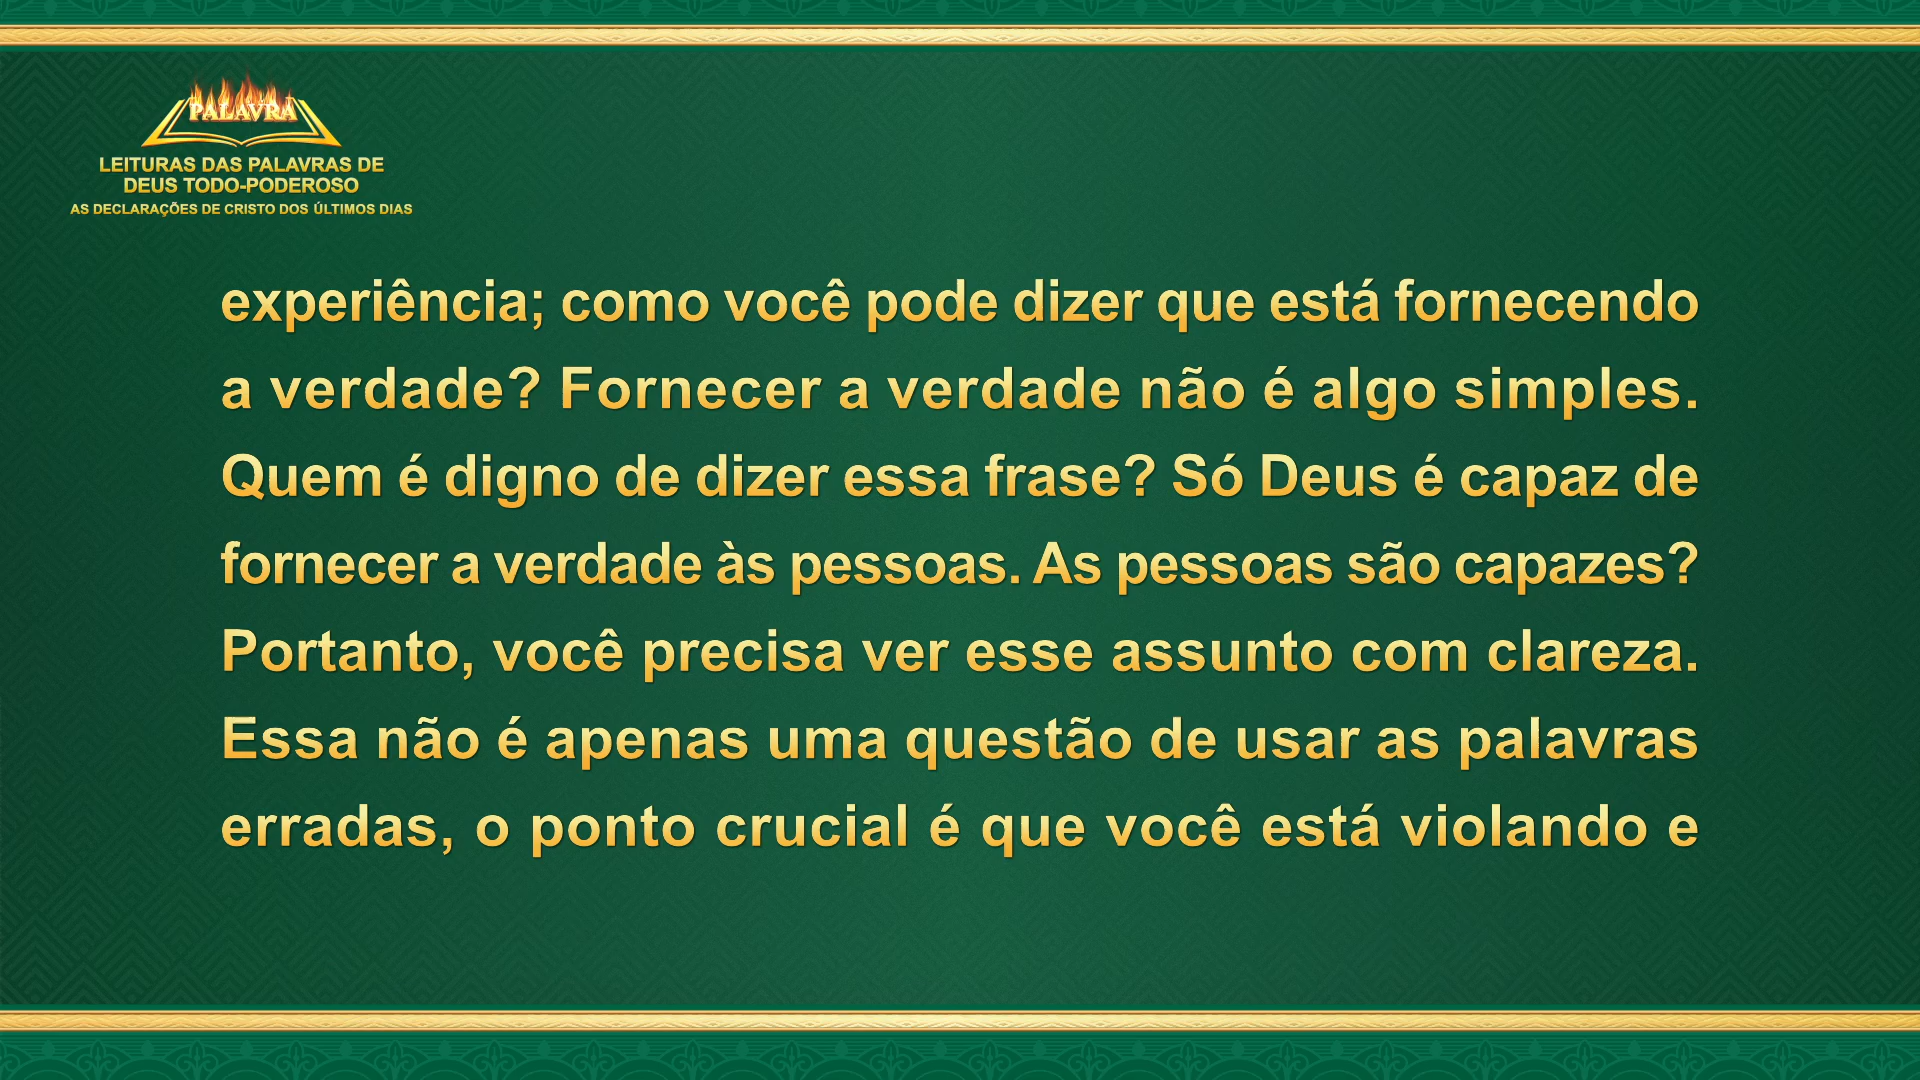 PALAVRA
LEITURAS DAS PALAVRAS DE
DEUS TODO-PODEROSO
AS DECLARAÇÕES DE CRISTO DOS ÚLTIMOS DIAS
experiência; como você pode dizer que está fornecendo
a verdade? Fornecer a verdade não é algo simples.
Quem é digno de dizer essa frase? Só Deus é capaz de
fornecer a verdade às pessoas. As pessoas são capazes?
Portanto, você precisa ver esse assunto com clareza.
Essa não é apenas uma questão de usar as palavras
erradas, o ponto crucial é que você está violando e